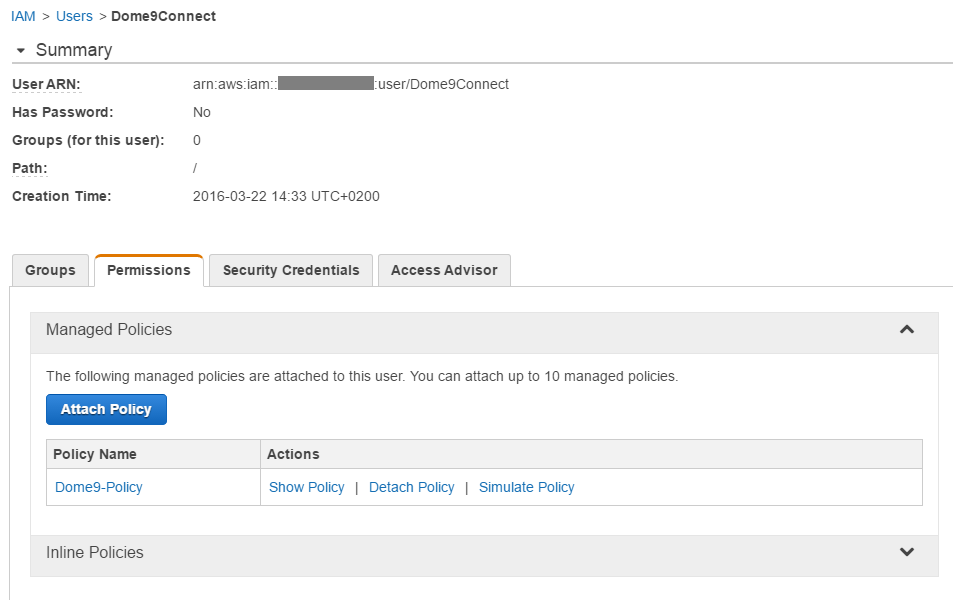 IAM > Users > Dome9Connect
Summary
User ARN: arn:aws:iam:: :user/Dome9Connect
Has Password: No
Groups (for this user): 0
Path: /
Creation Time: 2016-03-22 14:33 UTC+0200
Groups Permissions Security Credentials Access Advisor
Managed Policies
The following managed policies are attached to this user. You can attach up to 10 managed policies.
Attach Policy
Policy Name Actions
Dome9-Policy Show Policy | Detach Policy | Simulate Policy
Inline Policies